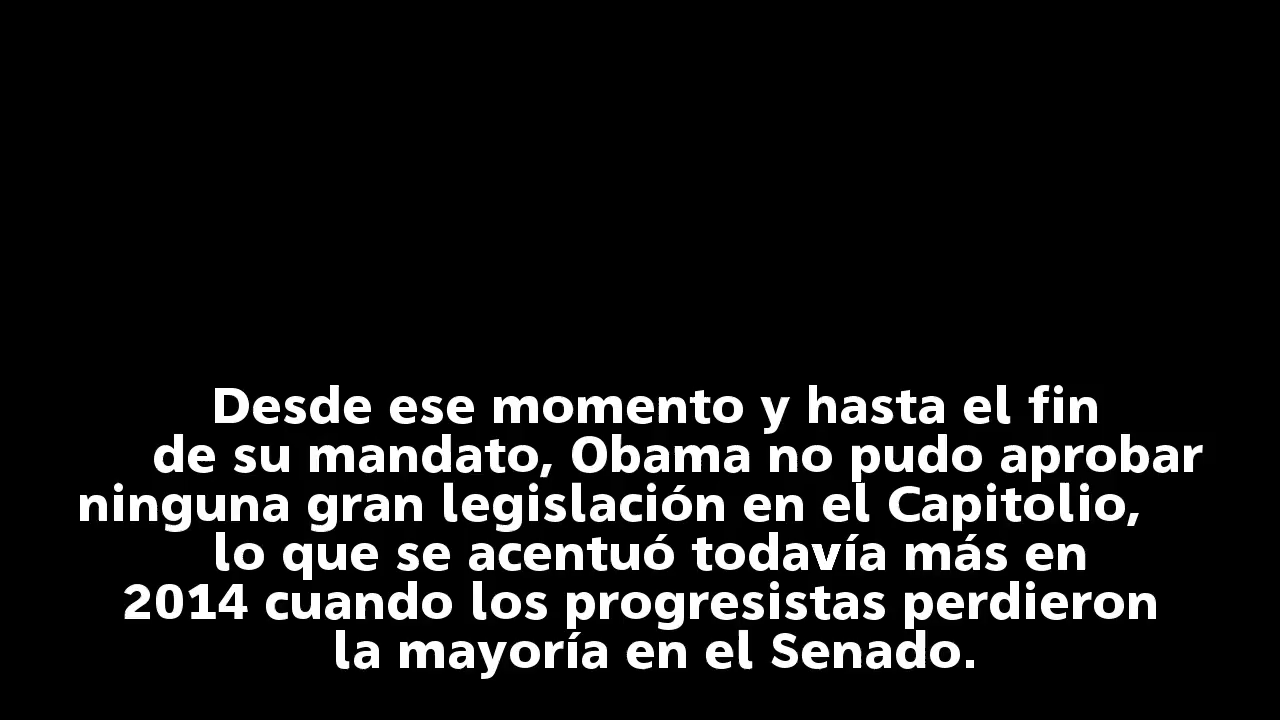 Desde ese momento y hasta el fin
de su mandato, Obama no pudo aprobar
ninguna gran legislación en el Capitolio,
lo que se acentuó todavía más en
2014 cuando los progresistas perdieron
la mayoría en el Senado.